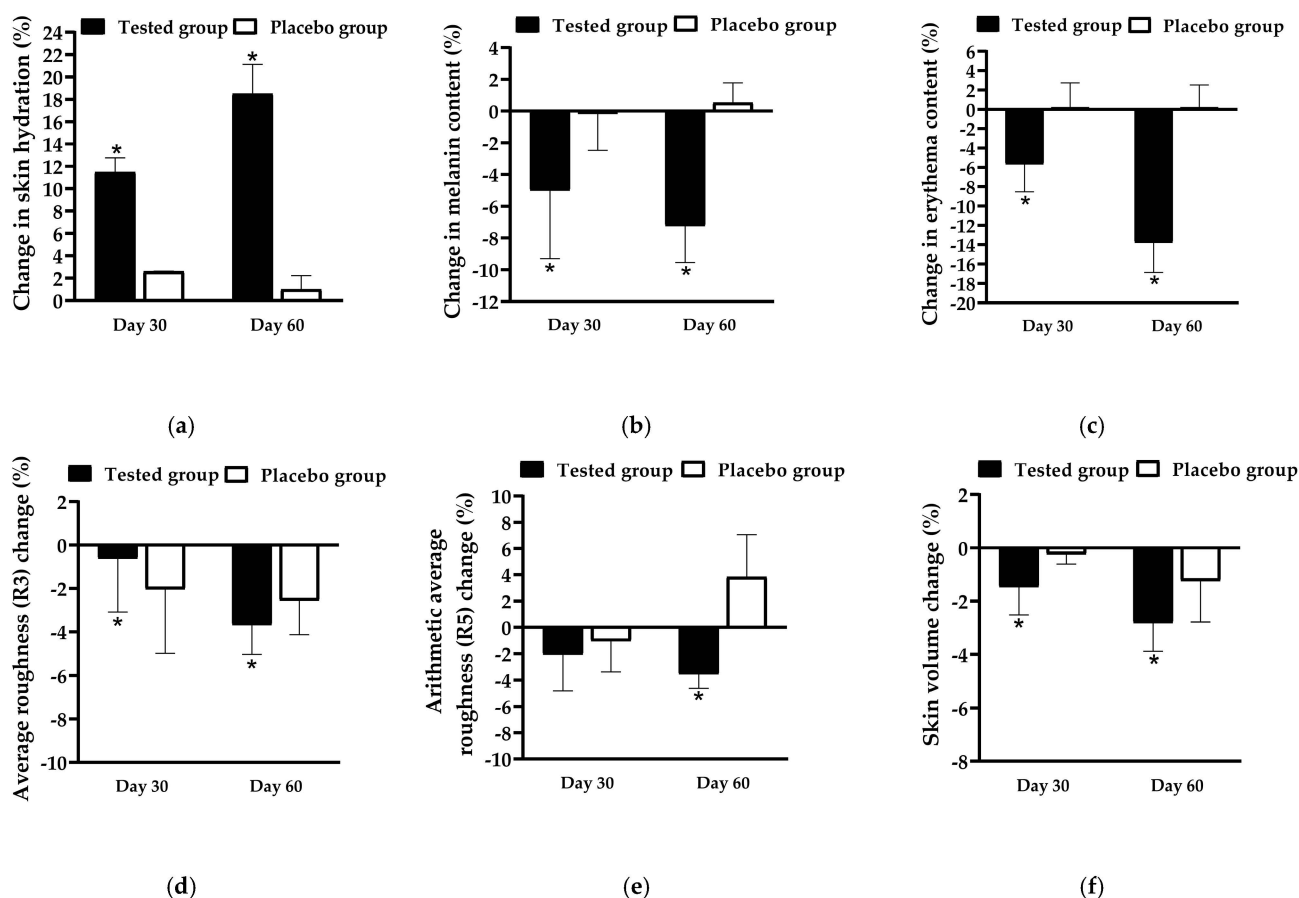 Tested group Placebo group
Change in skin hydration (%)
24
22
20
18
16
14
12
10
8
6
4
2
0
*
*
Day 30 Day 60
(a)
Tested group Placebo group
Change in melanin content (%)
4
2
0
-2
-4
-6
-8
-10
-12
*
*
Day 30 Day 60
(b)
Tested group Placebo group
Change in erythema content (%)
6
4
2
0
-2
-4
-6
-8
-10
-12
-14
-16
-18
-20
*
*
Day 30 Day 60
(c)
Tested group Placebo group
Average roughness (R3) change (%)
2
0
-2
-4
-6
-8
-10
*
*
Day 30 Day 60
(d)
Tested group Placebo group
Arithmetic average
roughness (R5) change (%)
10
8
6
4
2
0
-2
-4
-6
-8
-10
*
Day 30 Day 60
(e)
Tested group Placebo group
Skin volume change (%)
2
0
-2
-4
-6
-8
*
*
Day 30 Day 60
(f)